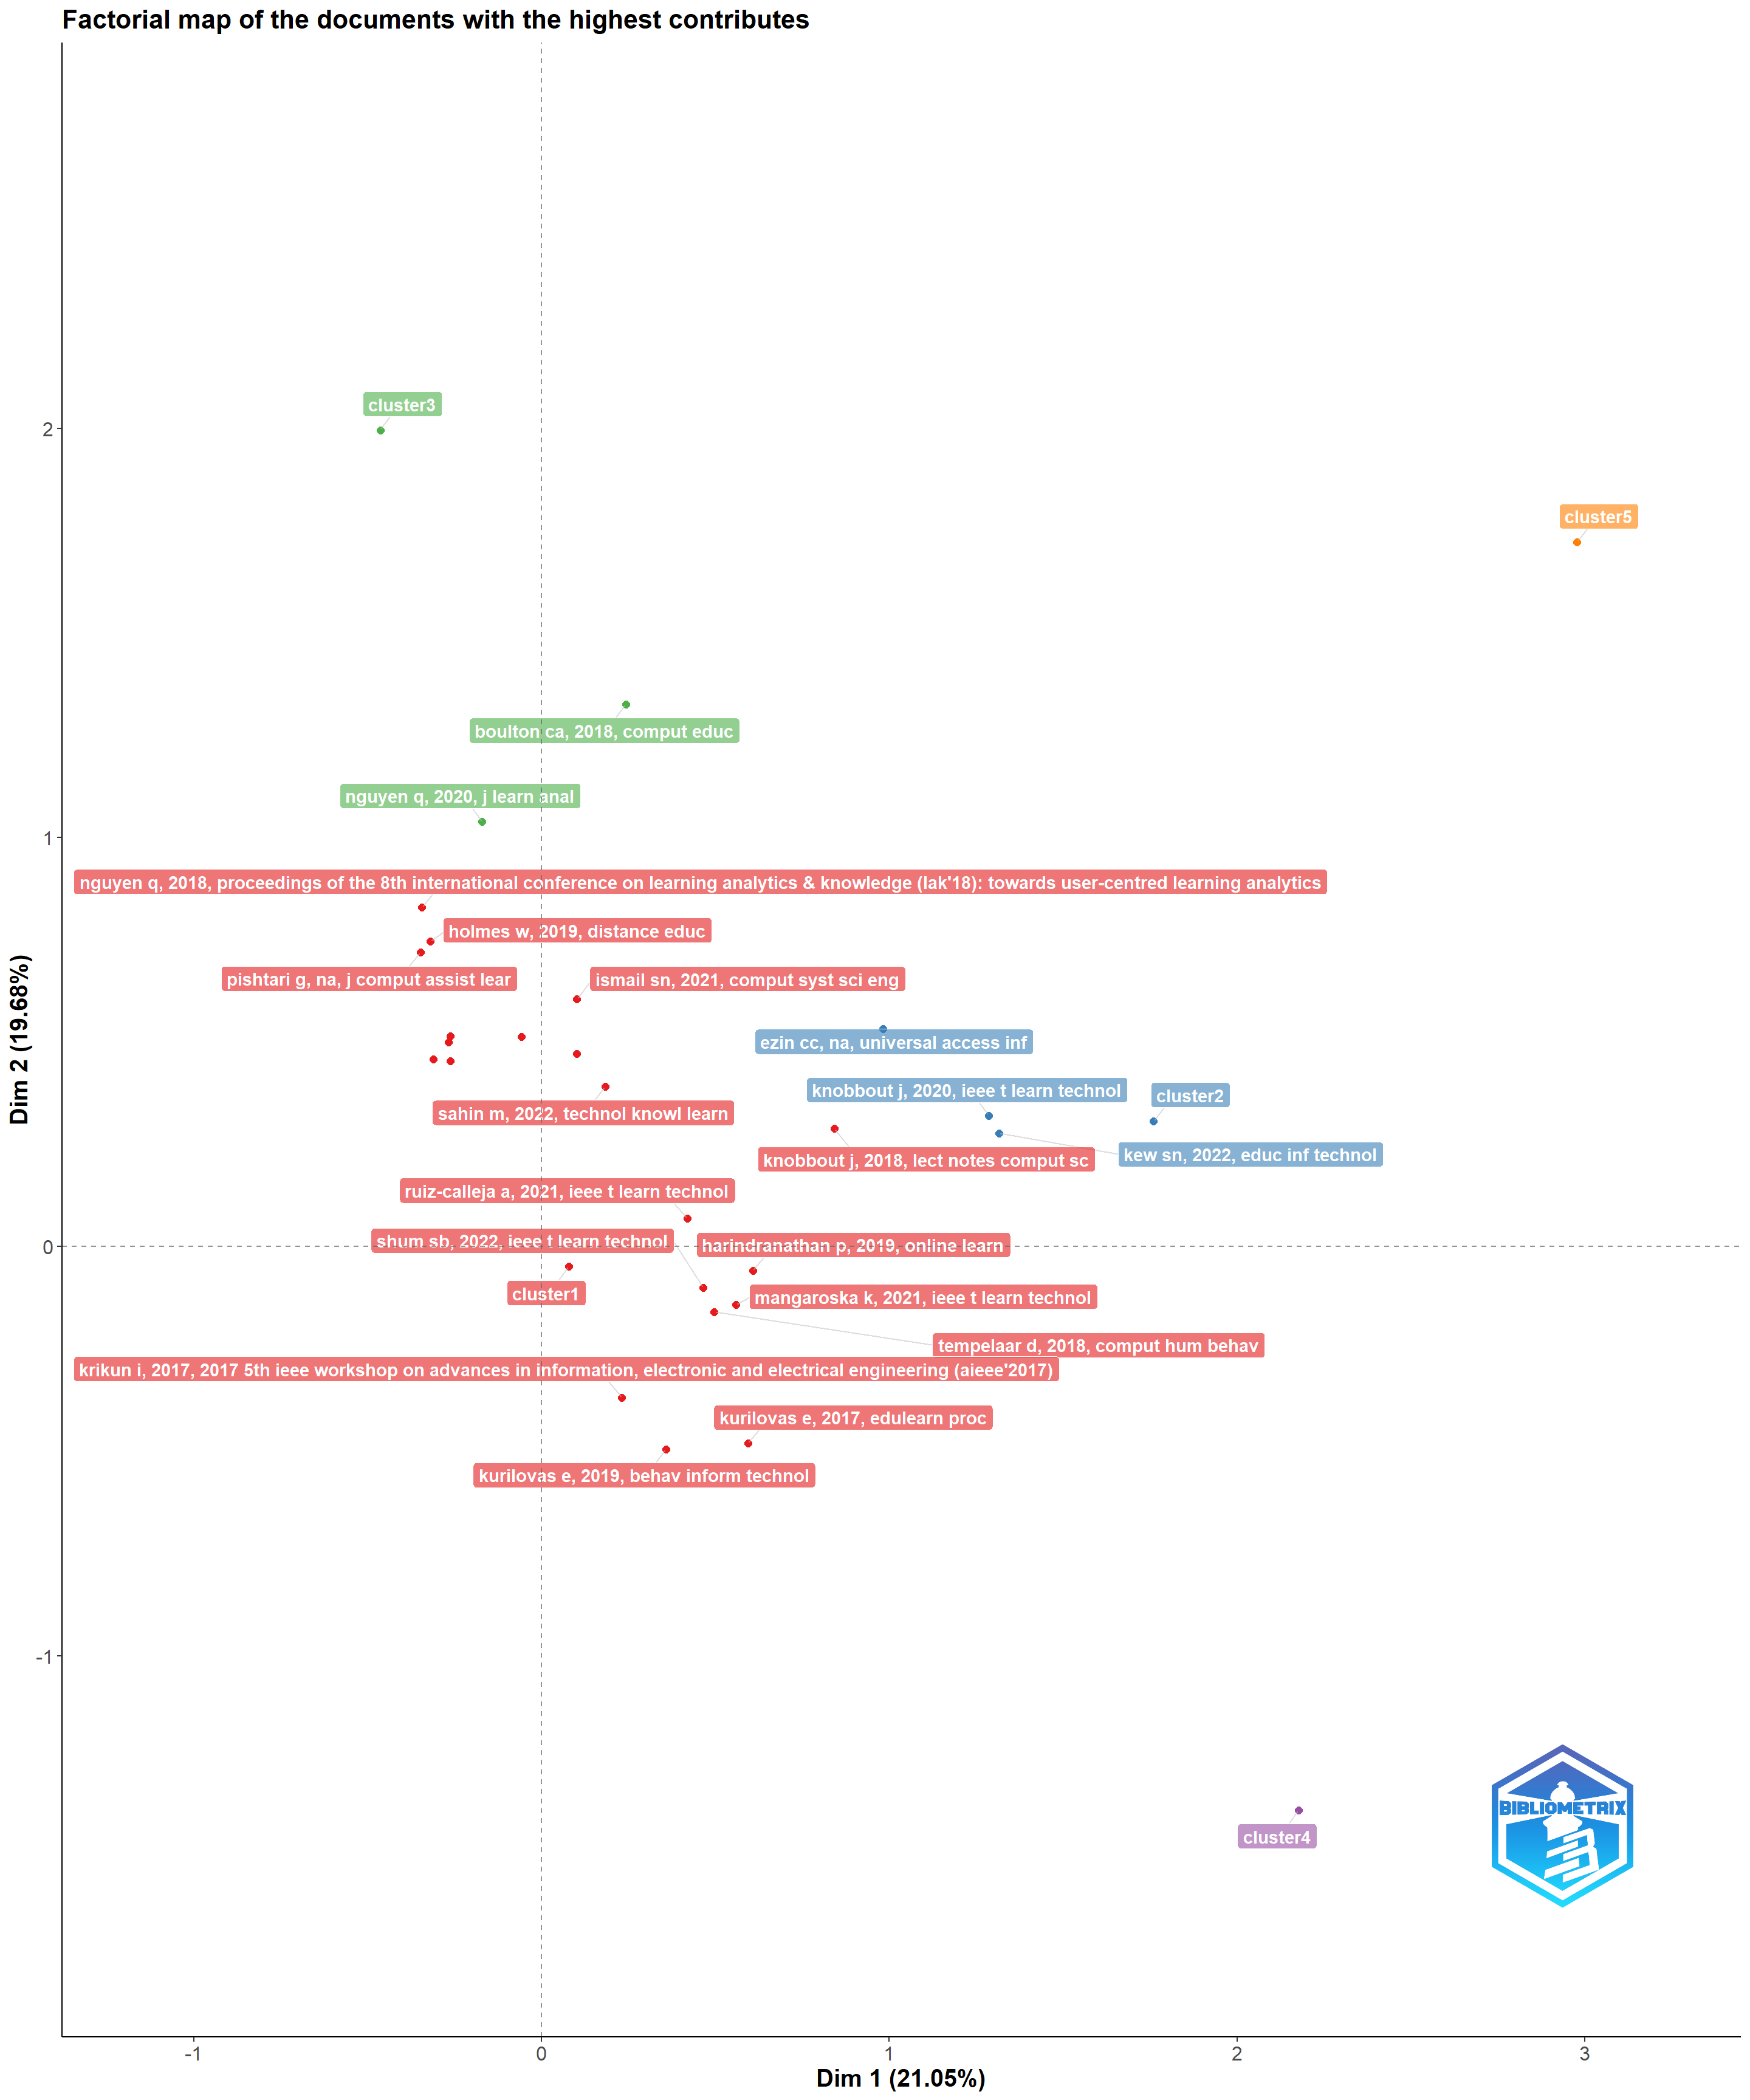 Factorial map of the documents with the highest contributes
cluster3
2
cluster5
boulton ca, 2018, comput educ
nguyen q, 2020, j learn anal
1
nguyen q, 2018, proceedings of the 8th international conference on learning analytics & knowledge (lak'18): towards user-centred learning analytics
holmes w, 2019, distance educ
pishtari g, na, j comput assist lear
ismail sn, 2021, comput syst sci eng
Dim 2 (19.68%)
ezin cc, na, universal access inf
knobbout j, 2020, ieee t learn technol
cluster2
sahin m, 2022, technol knowl learn
kew sn, 2022, educ inf technol
knobbout j, 2018, lect notes comput sc
ruiz-calleja a, 2021, ieee t learn technol
shum sb, 2022, ieee t learn technol
harindranathan p, 2019, online learn
0
cluster1
mangaroska k, 2021, ieee t learn technol
tempelaar d, 2018, comput hum behav
krikun i, 2017, 2017 5th ieee workshop on advances in information, electronic and electrical engineering (aieee'2017)
kurilovas e, 2017, edulearn proc
kurilovas e, 2019, behav inform technol
-1
BIBLIOMETRIX
cluster4
-1 0 1 2 3
Dim 1 (21.05%)